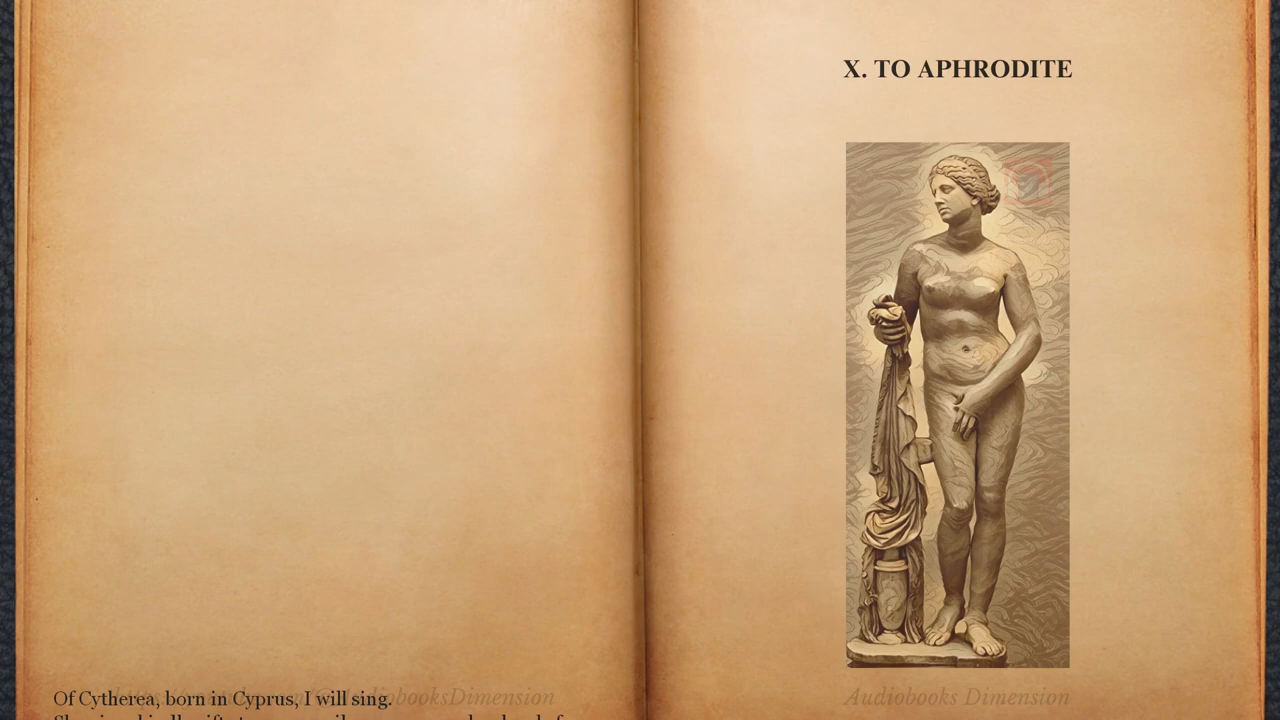 Of Cytherea, born in Cyprus, I will sing.
X. TO APHRODITE
Audiobooks Dimension